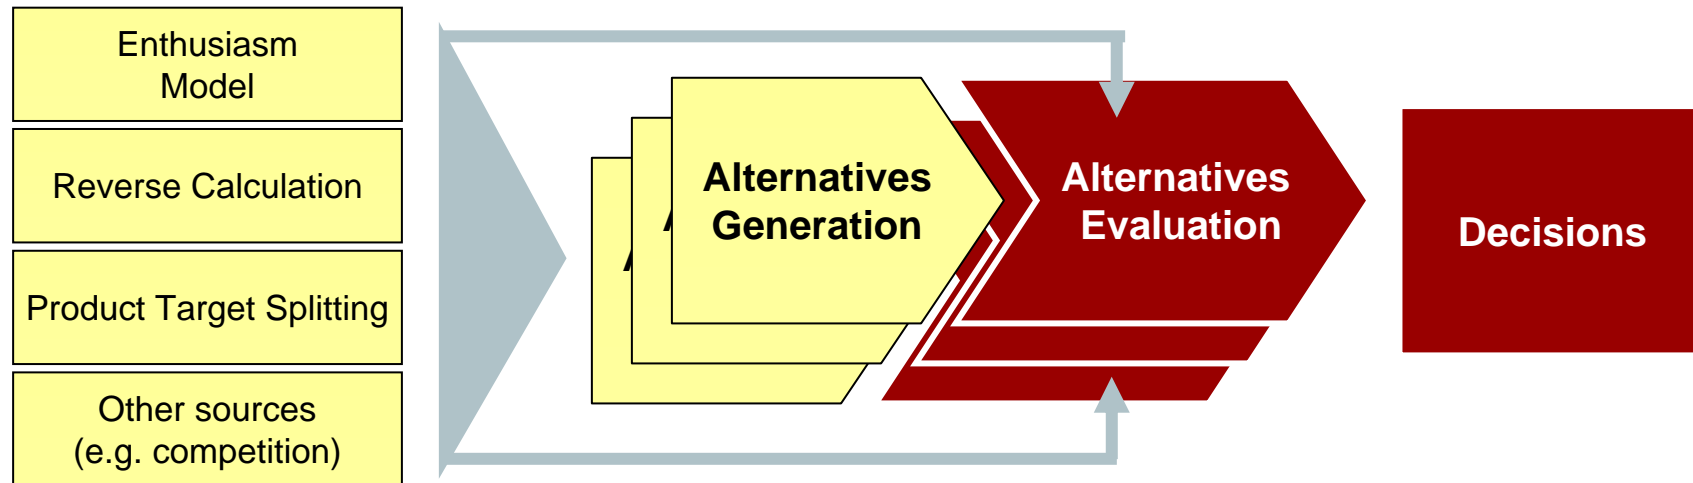 Enthusiasm
Model
Reverse Calculation
Product Target Splitting
Other sources
(e.g. competition)
Alternatives
Generation
Alternatives
Evaluation
Decisions